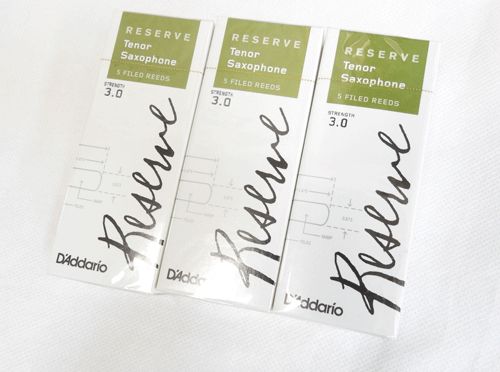 RESERVE
Tenor
Saxophone
5 FILED REEDS
STRENGTH
3.0
Reserve
D'Addario
RESERVE
Tenor
Saxophone
5 FILED REEDS
STRENGTH
3.0
Reserve
D'Addario
RESERVE
Tenor
Saxophone
5 FILED REEDS
STRENGTH
3.0
Reserve
D'Addario